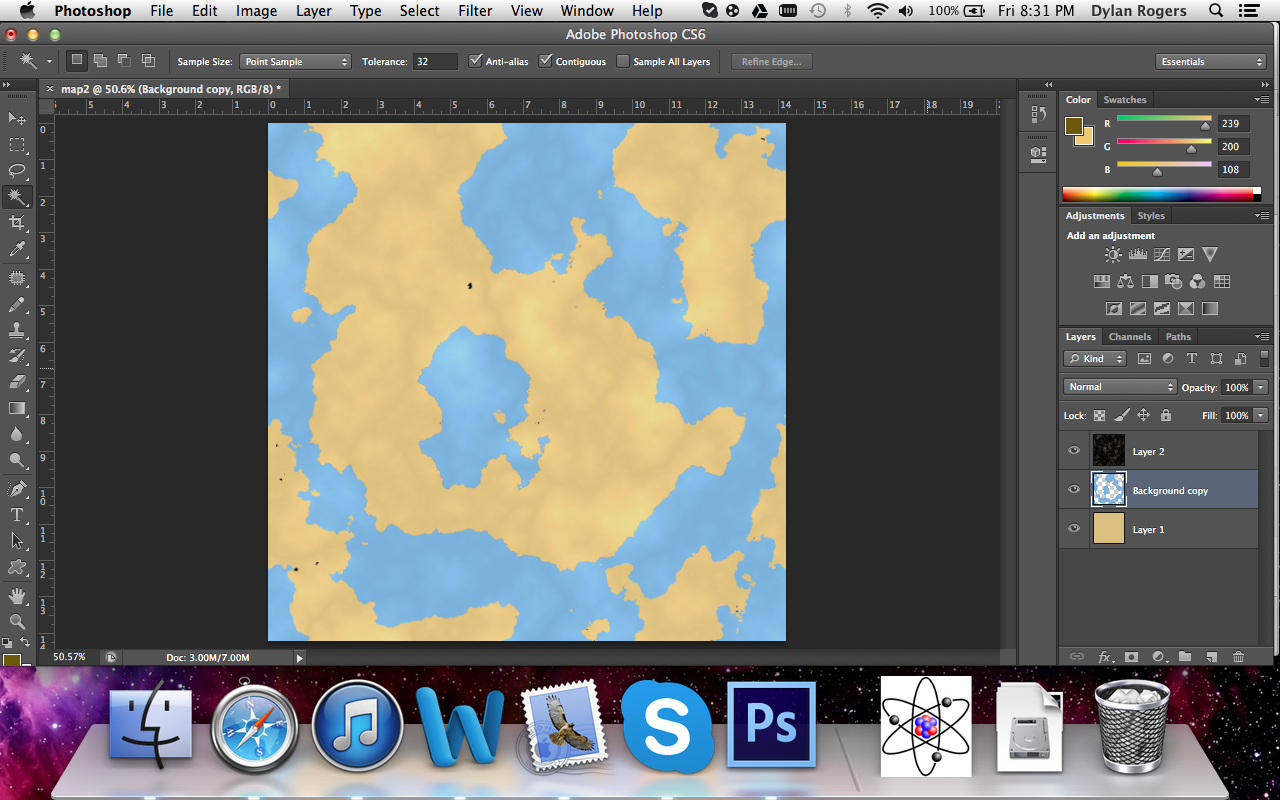 Photoshop File Edit Image Layer Type Select Filter View Window Help 100% Fri 8:31 PM Dylan Rogers
Adobe Photoshop CS6
Sample Size: Point Sample Tolerance: 32 Anti-alias Contiguous Sample All Layers Refine Edge... Essentials
map2 @ 50.6% (Background copy, RGB/8) *
5 4 3 2 1 0 1 2 3 4 5 6 7 8 9 10 11 12 13 14 15 16 17 18 19
0
1
2
3
4
5
6
7
8
9
10
11
12
13
14
Color Swatches
R 239
G 200
B 108
Adjustments Styles
Add an adjustment
Layers Channels Paths
Kind T
Normal Opacity: 100%
Lock: Fill: 100%
Layer 2
Background copy
Layer 1
fx
T
50.57% Doc: 3.00M/7.00M
W S Ps